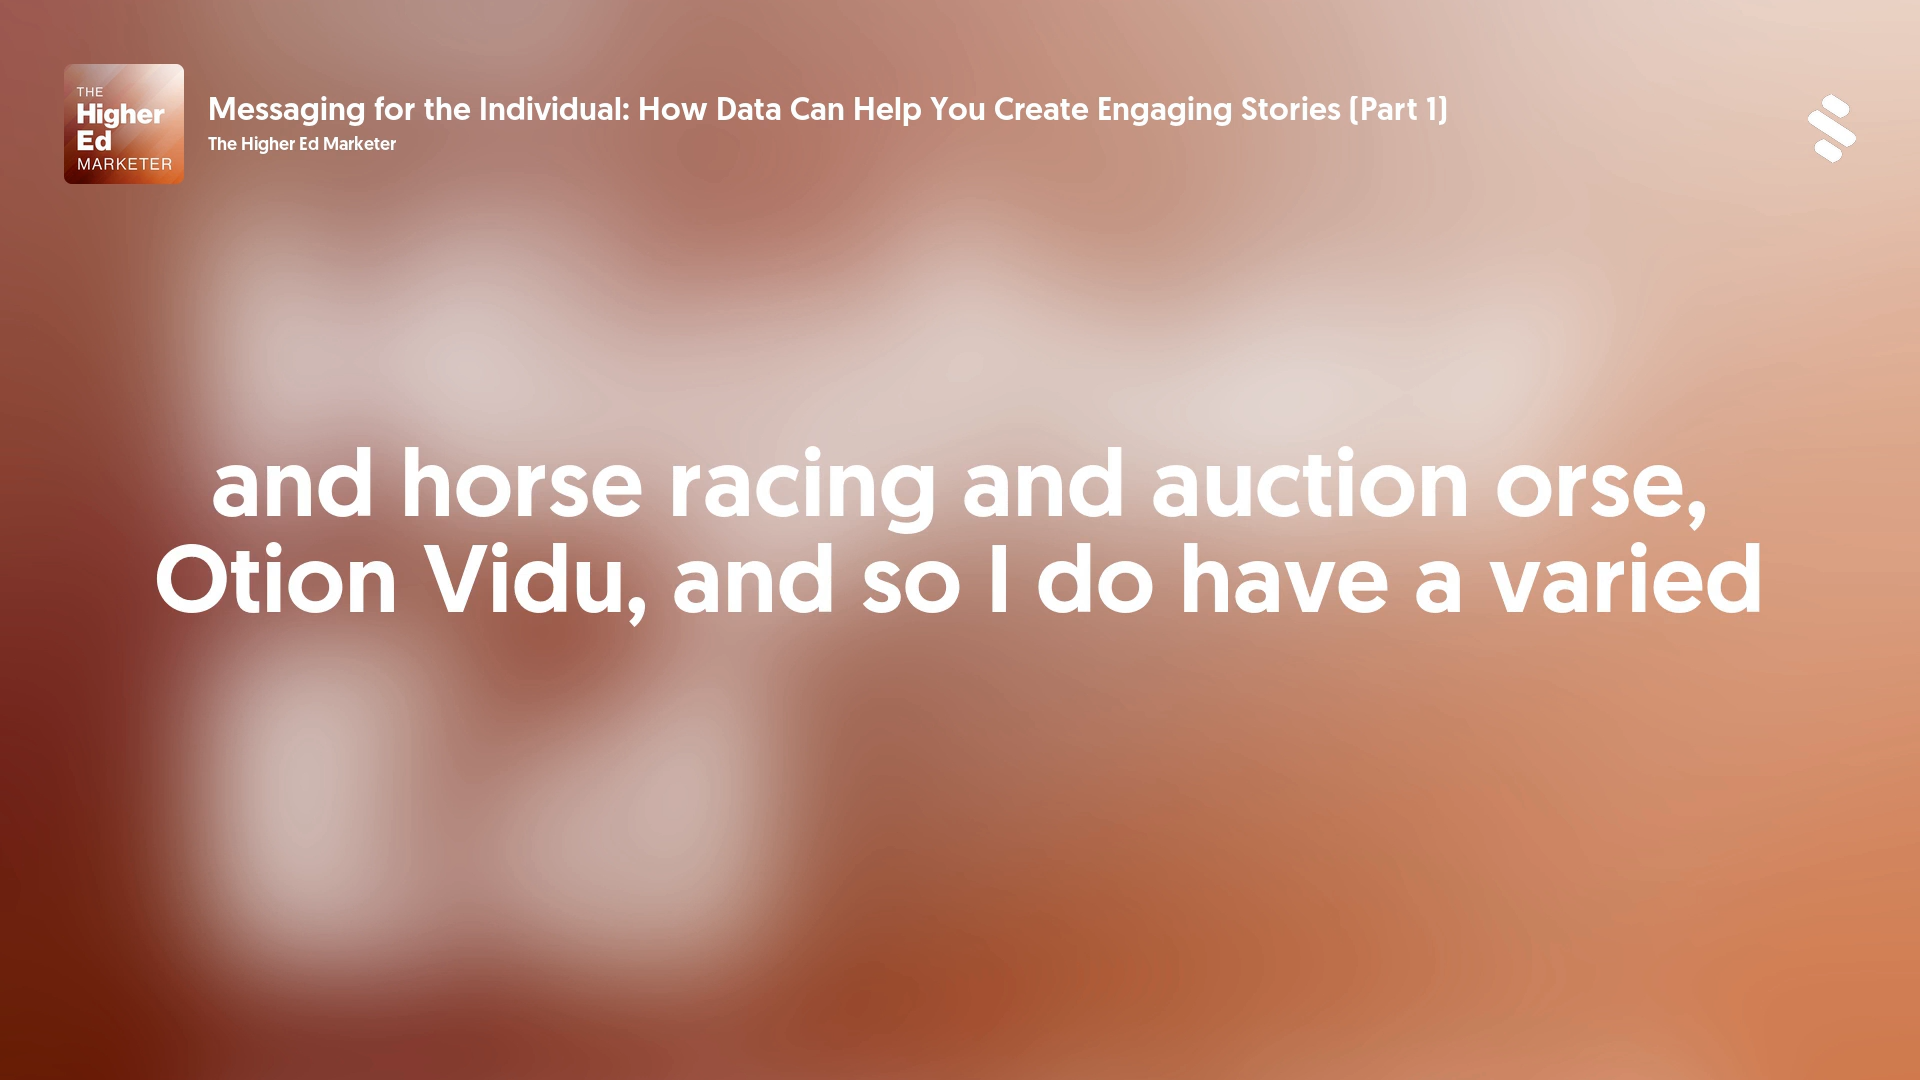 THE
Higher
Ed
MARKETER
Messaging for the Individual: How Data Can Help You Create Engaging Stories (Part 1)
The Higher Ed Marketer
and horse racing and auction orse,
Otion Vidu, and so I do have a varied